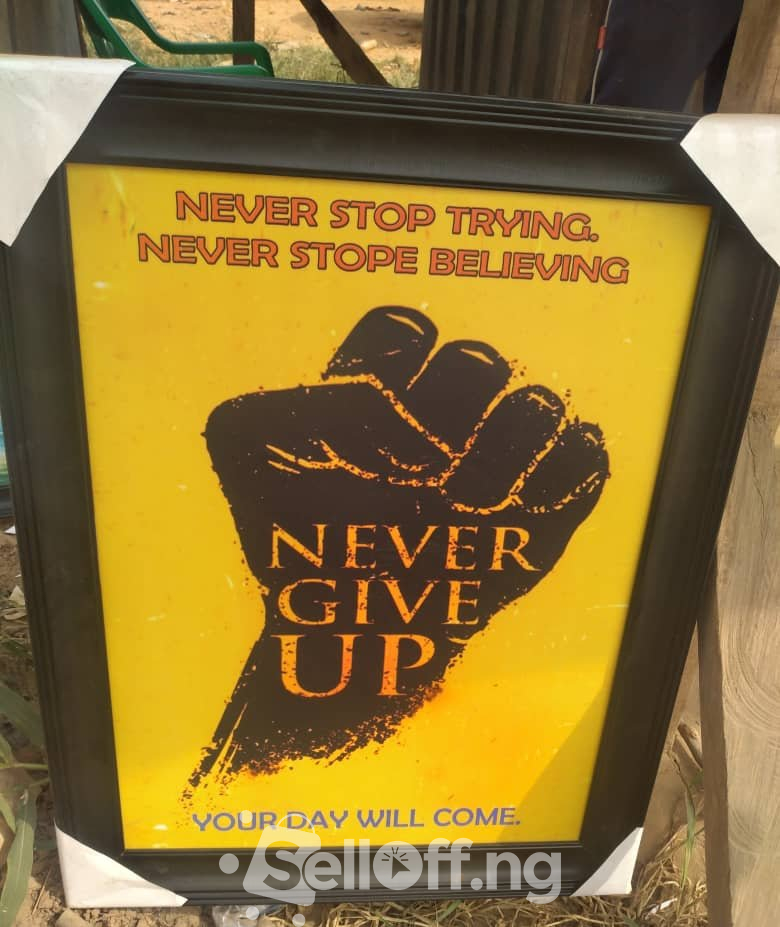 NEVER STOP TRYING.
NEVER STOPE BELIEVING
NEVER
GIVE
UP
YOUR DAY WILL COME.
SellOff.ng